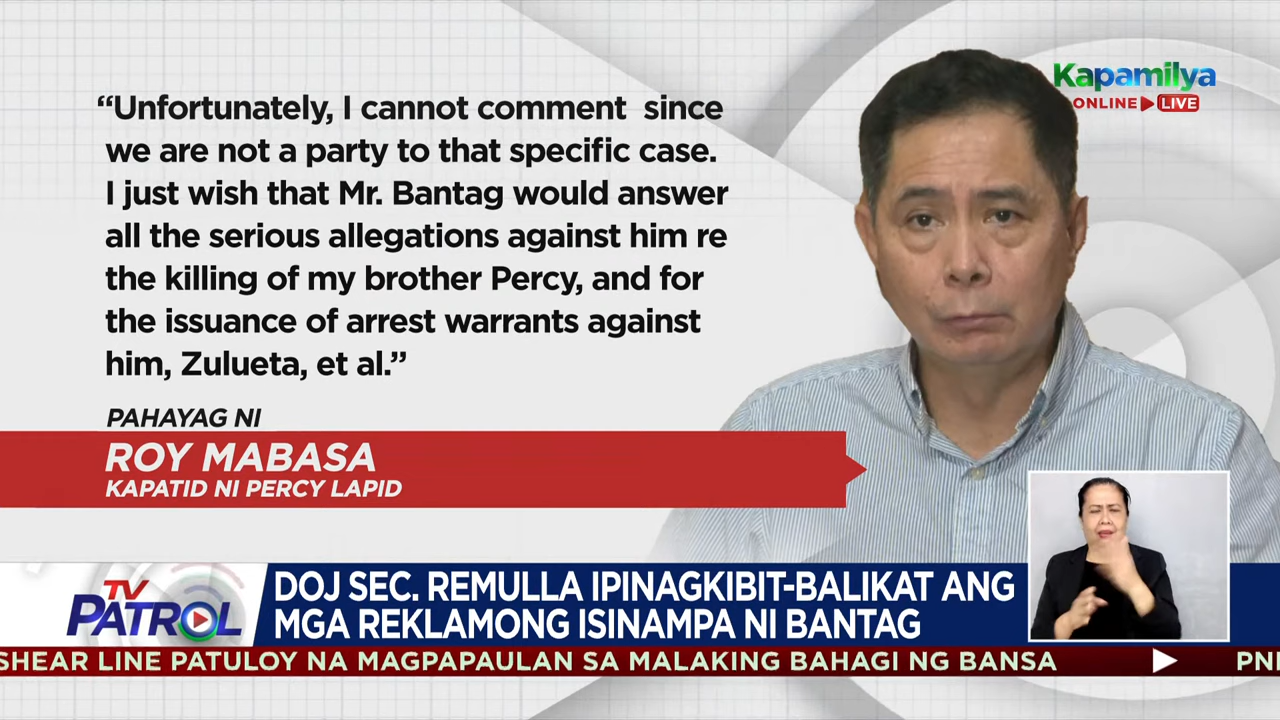 Kapamilya
ONLINE LIVE
“Unfortunately, I cannot comment since
we are not a party to that specific case.
I just wish that Mr. Bantag would answer
all the serious allegations against him re
the killing of my brother Percy, and for
the issuance of arrest warrants against
him, Zulueta, et al.”
PAHAYAG NI
ROY MABASA
KAPATID NI PERCY LAPID
TV
PATROL
DOJ SEC. REMULLA IPINAGKIBIT-BALIKAT ANG
MGA REKLAMONG ISINAMPA NI BANTAG
SHEAR LINE PATULOY NA MAGPAPAULAN SA MALAKING BAHAGI NG BANSA